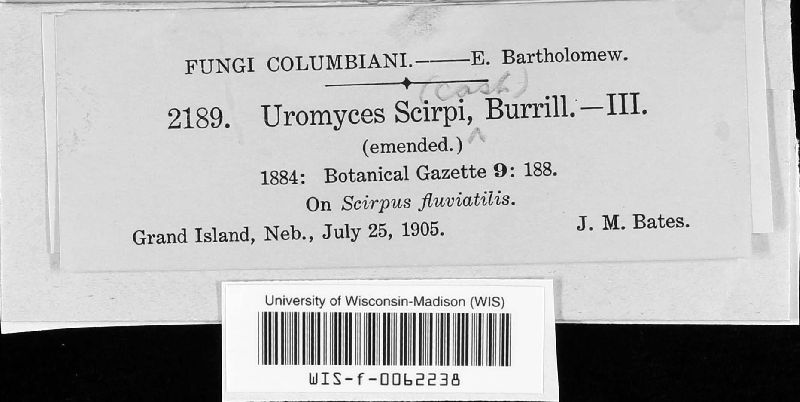 FUNGI COLUMBIANI.——E. Bartholomew.
(Cash)
2189. Uromyces Scirpi, ^ Burrill.—III.
(emended.)
1884: Botanical Gazette 9: 188.
On Scirpus fluviatilis.
Grand Island, Neb., July 25, 1905. J. M. Bates.
University of Wisconsin-Madison (WIS)
WIS-f-0062238